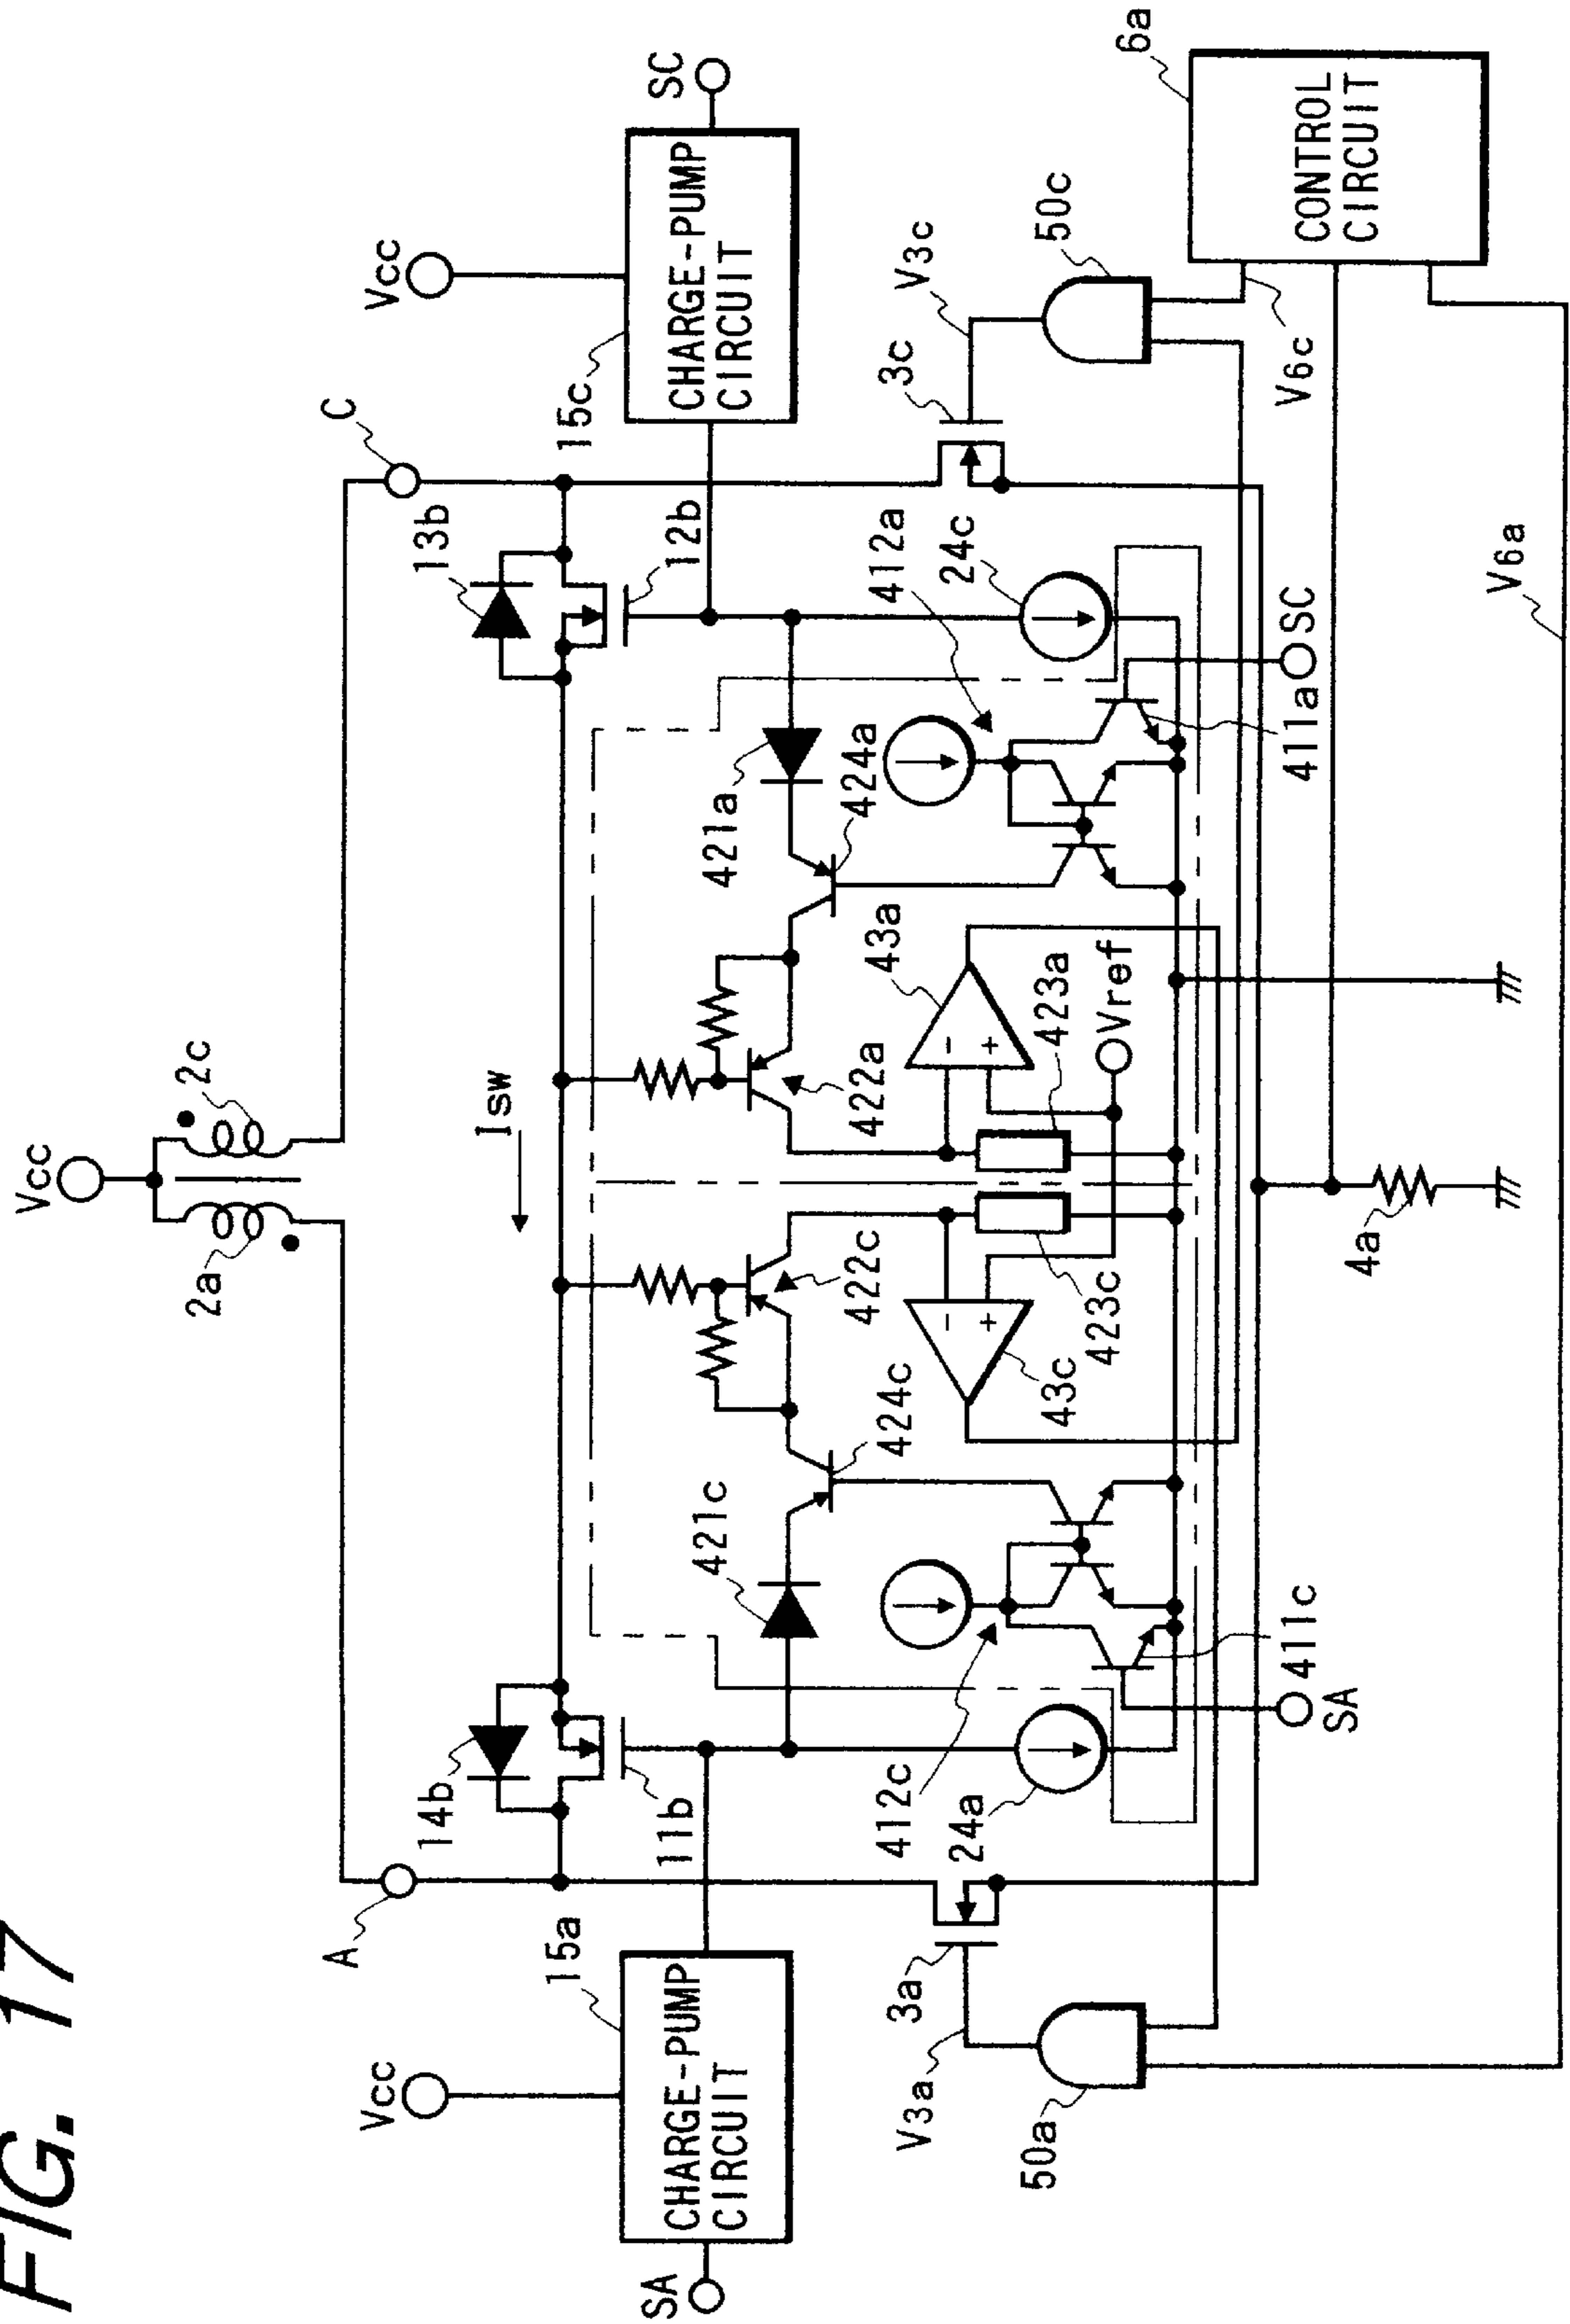 FIG. 17
Vcc
2a
2c
A
C
14b
13b
Isw
Vcc
15a
CHARGE-PUMP
CIRCUIT
SA
11b
12b
Vcc
15c
CHARGE-PUMP
CIRCUIT
SC
421c
424c
422c
422a
421a
424a
412c
24a
43c
423c
43a
423a
Vref
412a
24c
3a
V3a
50a
3c
V3c
50c
SA
411c
4a
411a
SC
V6c
6a
CONTROL
CIRCUIT
V6a
-
+
-
+